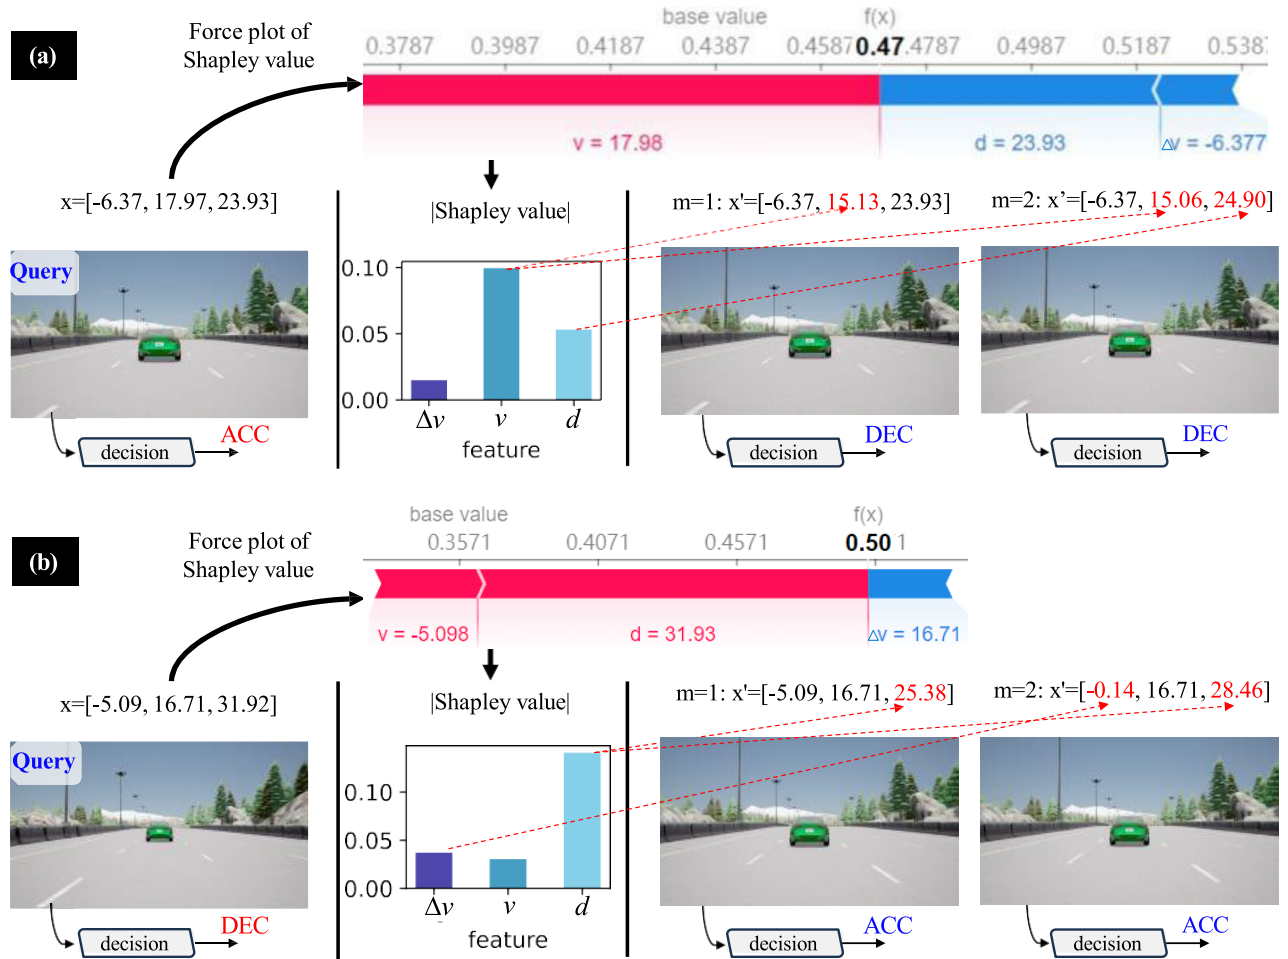 (a)
Force plot of
Shapley value
base value
f(x)
0.3787 0.3987 0.4187 0.4387 0.4587 0.47 .4787 0.4987 0.5187 0.5387
v = 17.98
d = 23.93
Δv = -6.377
x=[-6.37, 17.97, 23.93]
|Shapley value|
m=1: x'=[-6.37, 15.13, 23.93]
m=2: x’=[-6.37, 15.06, 24.90]
Query
0.10
0.05
0.00
Δv v d
feature
decision
ACC
decision
DEC
decision
DEC
(b)
Force plot of
Shapley value
base value
f(x)
0.3571 0.4071 0.4571 0.50 1
v = -5.098
d = 31.93
Δv = 16.71
x=[-5.09, 16.71, 31.92]
|Shapley value|
m=1: x'=[-5.09, 16.71, 25.38]
m=2: x'=[-0.14, 16.71, 28.46]
Query
0.10
0.05
0.00
Δv v d
feature
decision
DEC
decision
ACC
decision
ACC